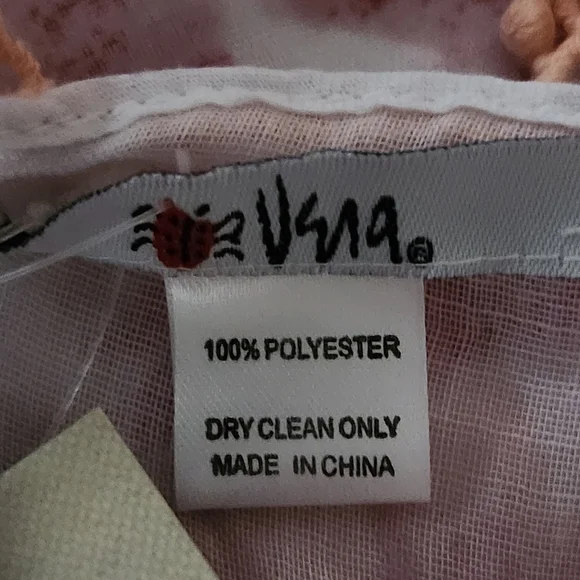 Vera®
100% POLYESTER
DRY CLEAN ONLY
MADE IN CHINA